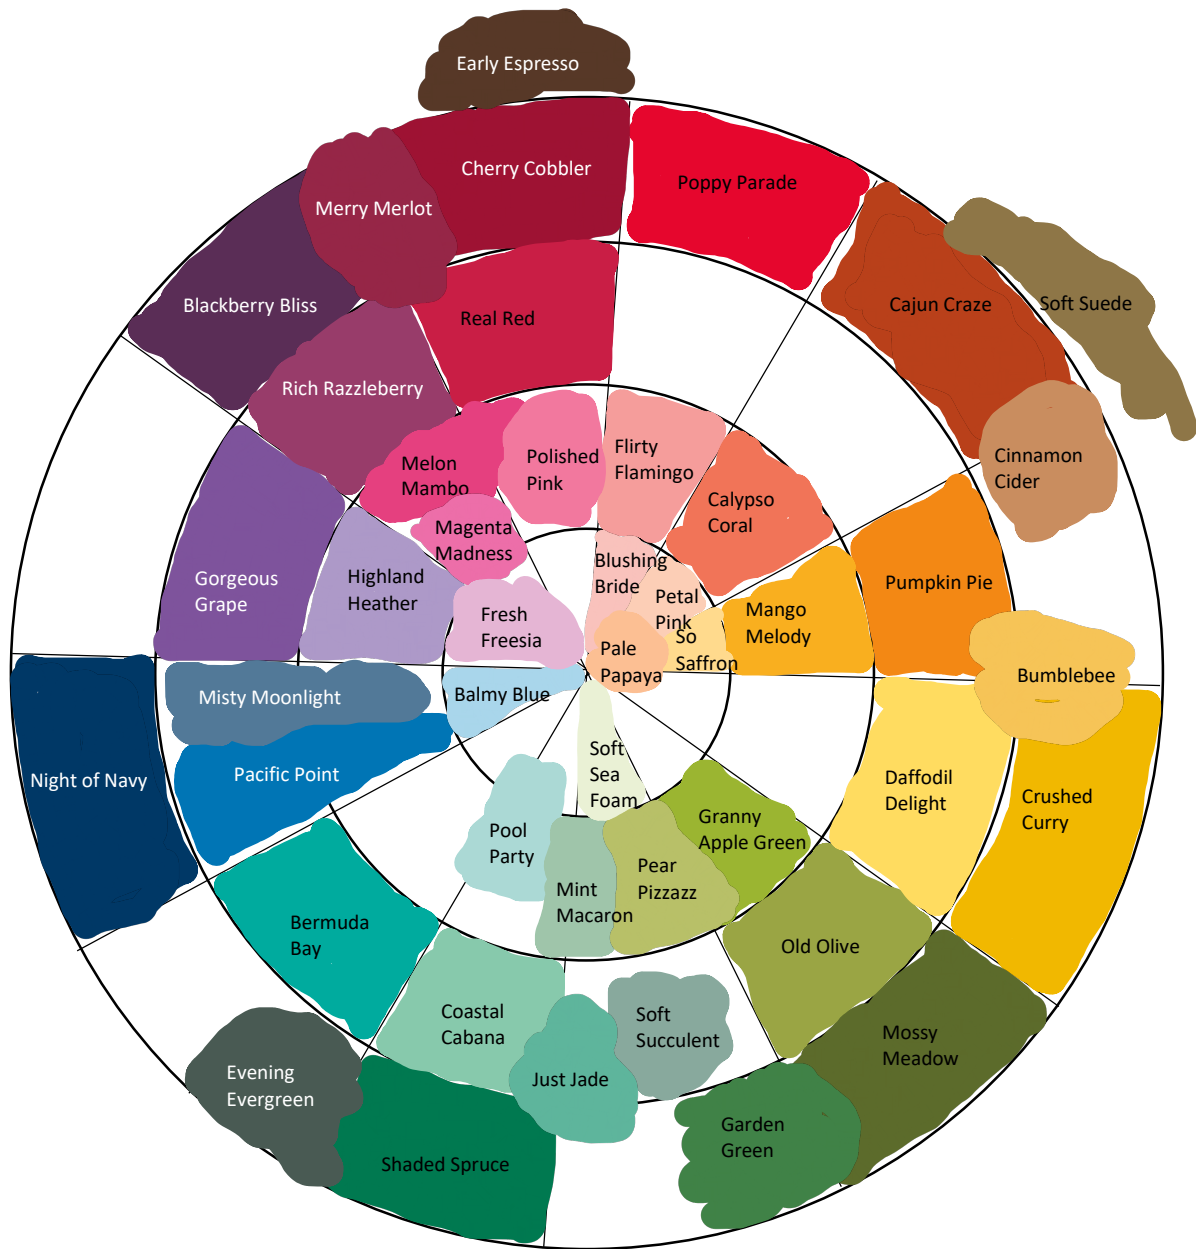 Early Espresso
Cherry Cobbler
Poppy Parade
Merry Merlot
Blackberry Bliss
Real Red
Cajun Craze
Soft Suede
Rich Razzleberry
Melon
Mambo
Polished
Pink
Flirty
Flamingo
Calypso
Coral
Cinnamon
Cider
Magenta
Madness
Gorgeous
Grape
Highland
Heather
Fresh
Freesia
Blushing
Bride
Petal
Pink
So
Saffron
Mango
Melody
Pumpkin Pie
Pale
Papaya
Bumblebee
Misty Moonlight
Balmy Blue
Night of Navy
Pacific Point
Soft
Sea
Foam
Daffodil
Delight
Crushed
Curry
Pool
Party
Granny
Apple Green
Pear
Pizzazz
Mint
Macaron
Bermuda
Bay
Old Olive
Coastal
Cabana
Soft
Succulent
Mossy
Meadow
Evening
Evergreen
Just Jade
Garden
Green
Shaded Spruce